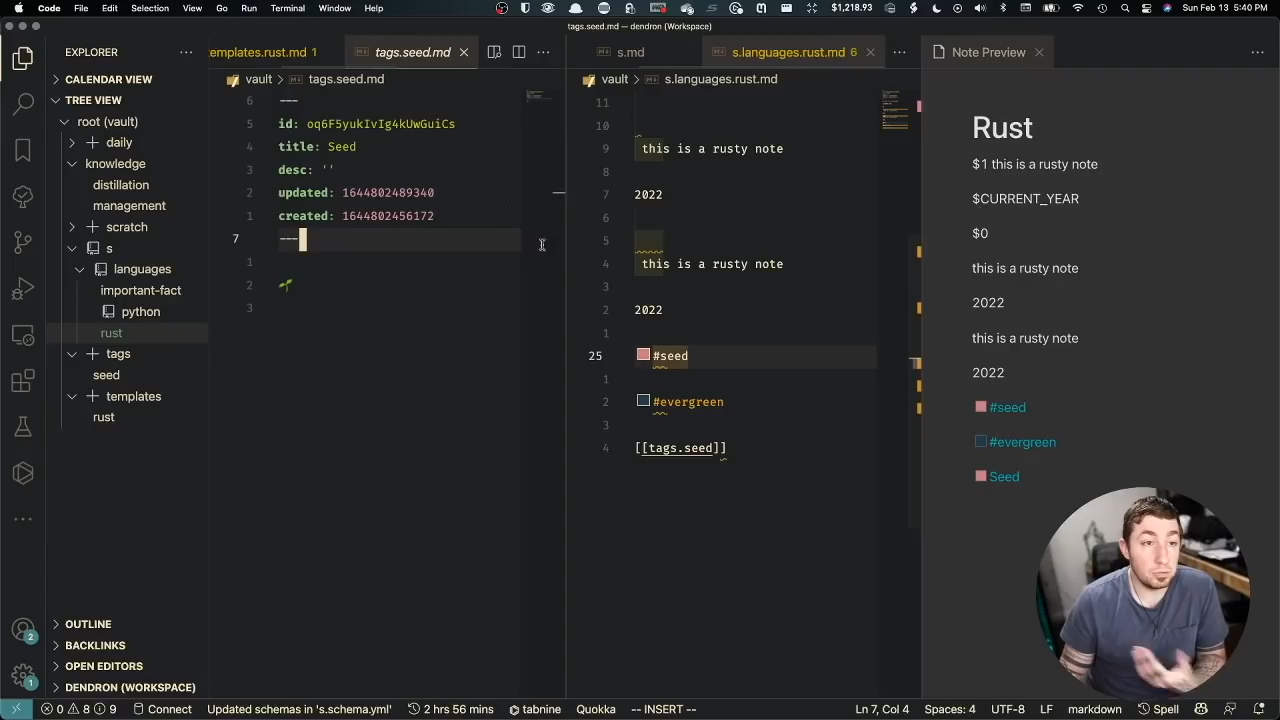 Code File Edit Selection View Go Run Terminal Window Help $1,218.93 Sun Feb 13 5:40 PM
tags.seed.md — dendron (Workspace)
EXPLORER
CALENDAR VIEW
TREE VIEW
root (vault)
daily
knowledge
distillation
management
scratch
s
languages
important-fact
python
rust
tags
seed
templates
rust
OUTLINE
BACKLINKS
OPEN EDITORS
DENDRON (WORKSPACE)
2
1
templates.rust.md 1
tags.seed.md
vault > tags.seed.md
6 ---
5 id: oq6F5yukIvIg4kUwGuiCs
4 title: Seed
3 desc: ''
2 updated: 1644802489340
1 created: 1644802456172
7 ---
1
2
3
s.md
s.languages.rust.md 6
vault > s.languages.rust.md
11
10
9 this is a rusty note
8
7 2022
6
5
4 this is a rusty note
3
2 2022
1
25 #seed
1
2 #evergreen
3
4 [[tags.seed]]
Note Preview
Rust
$1 this is a rusty note
$CURRENT_YEAR
$0
this is a rusty note
2022
this is a rusty note
2022
#seed
#evergreen
Seed
0 8 9 Connect Updated schemas in 's.schema.yml' 2 hrs 56 mins tabnine Quokka -- INSERT -- Ln 7, Col 4 Spaces: 4 UTF-8 LF markdown Spell